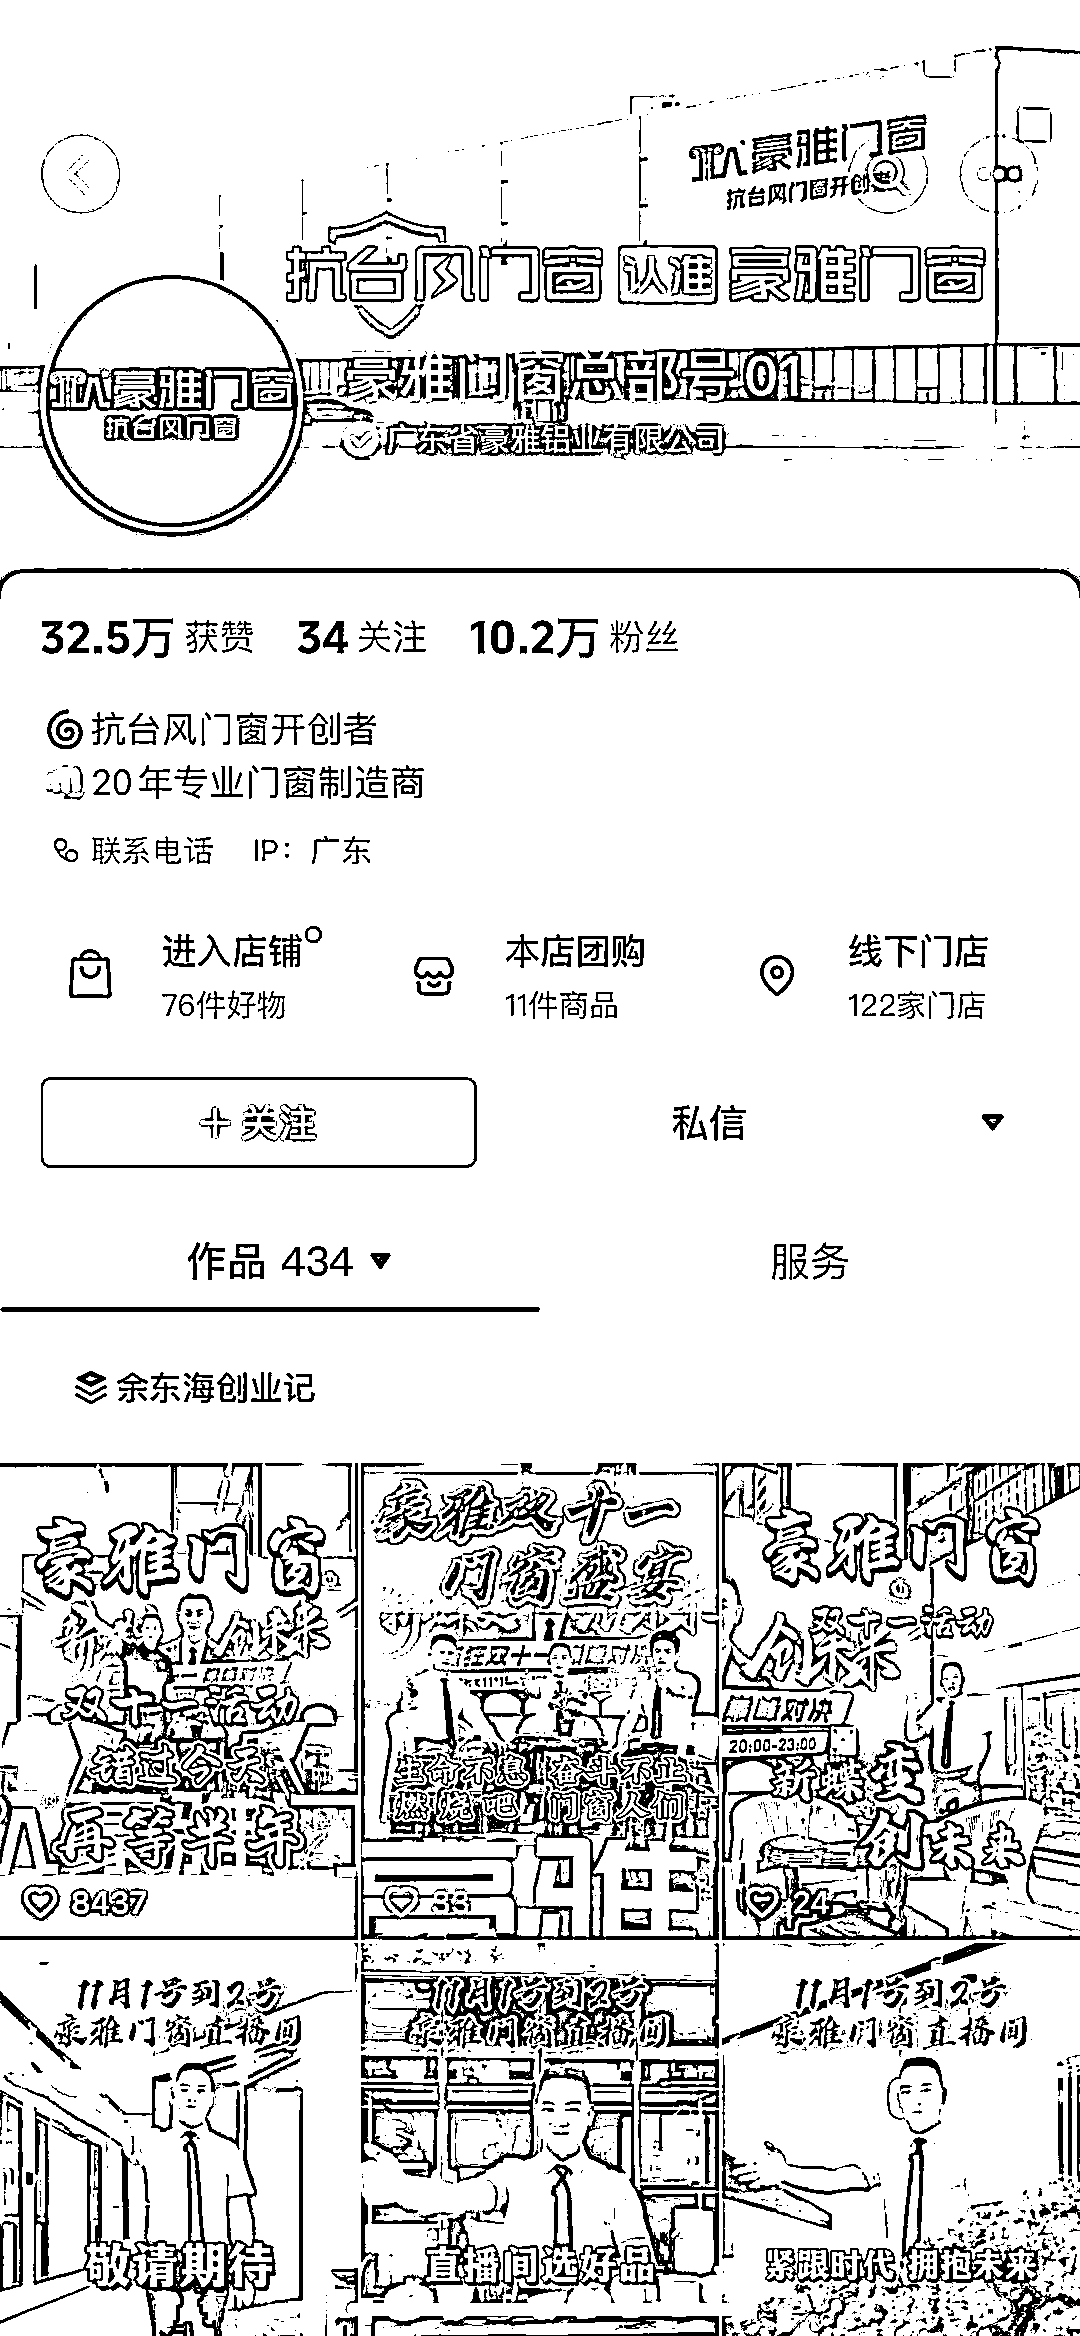 豪雅门窗
抗台风门窗开创者
抗台风门窗 认准 豪雅门窗
豪雅门窗
抗台风门窗
豪雅门窗总部号01
广东省豪雅铝业有限公司
32.5万 获赞 34 关注 10.2万 粉丝
抗台风门窗开创者
20年专业门窗制造商
联系电话 IP：广东
进入店铺 本店团购 线下门店
76件好物 11件商品 122家门店
关注 私信
作品 434 服务
余东海创业记
豪雅门窗
创未来
双十一活动
错过今天
再等半年
8437
豪雅双十一
门窗盛宴
生命不息 奋斗不止
燃烧吧 门窗人们
33
豪雅门窗
双十一活动
创未来
巅峰对决
20:00-23:00
新蝶变
创未来
24
11月1号到2号
豪雅门窗直播间
敬请期待
11月1号到2号
豪雅门窗直播间
直播间选好品
11月1号到2号
豪雅门窗直播间
紧跟时代 拥抱未来